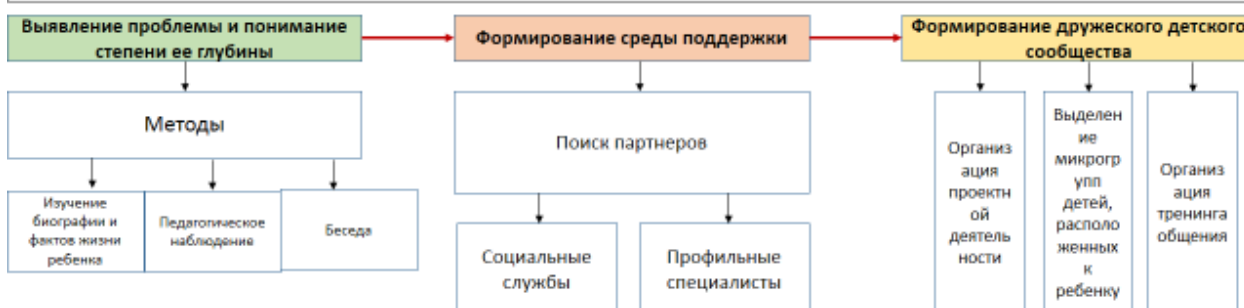 Выявление проблемы и понимание
степени ее глубины
Формирование среды поддержки
Формирование дружеского детского
сообщества
Методы
Изучение
биографии и
фактов жизни
ребенка
Педагогическое
наблюдение
Беседа
Поиск партнеров
Социальные
службы
Профильные
специалисты
Организ
ация
проектн
ой
деятель
ности
Выделен
ие
микрогр
упп
детей,
располо
женных
к
ребенку
Организ
ация
тренинга
общения